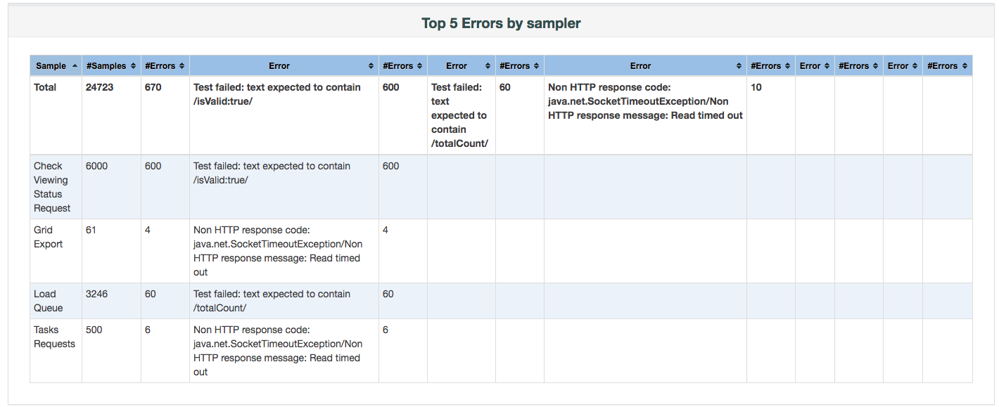 Top 5 Errors by sampler
Sample #Samples #Errors Error #Errors Error #Errors Error #Errors Error #Errors Error #Errors
Total 24723 670 Test failed: text expected to contain 600 Test failed: 60 Non HTTP response code: 10
/isValid:true/ text java.net.SocketTimeoutException/Non
expected to HTTP response message: Read timed out
contain
/totalCount/
Check 6000 600 Test failed: text expected to contain 600
Viewing /isValid:true/
Status
Request
Grid 61 4 Non HTTP response code: 4
Export java.net.SocketTimeoutException/Non
HTTP response message: Read timed
out
Load 3246 60 Test failed: text expected to contain 60
Queue /totalCount/
Tasks 500 6 Non HTTP response code: 6
Requests java.net.SocketTimeoutException/Non
HTTP response message: Read timed
out